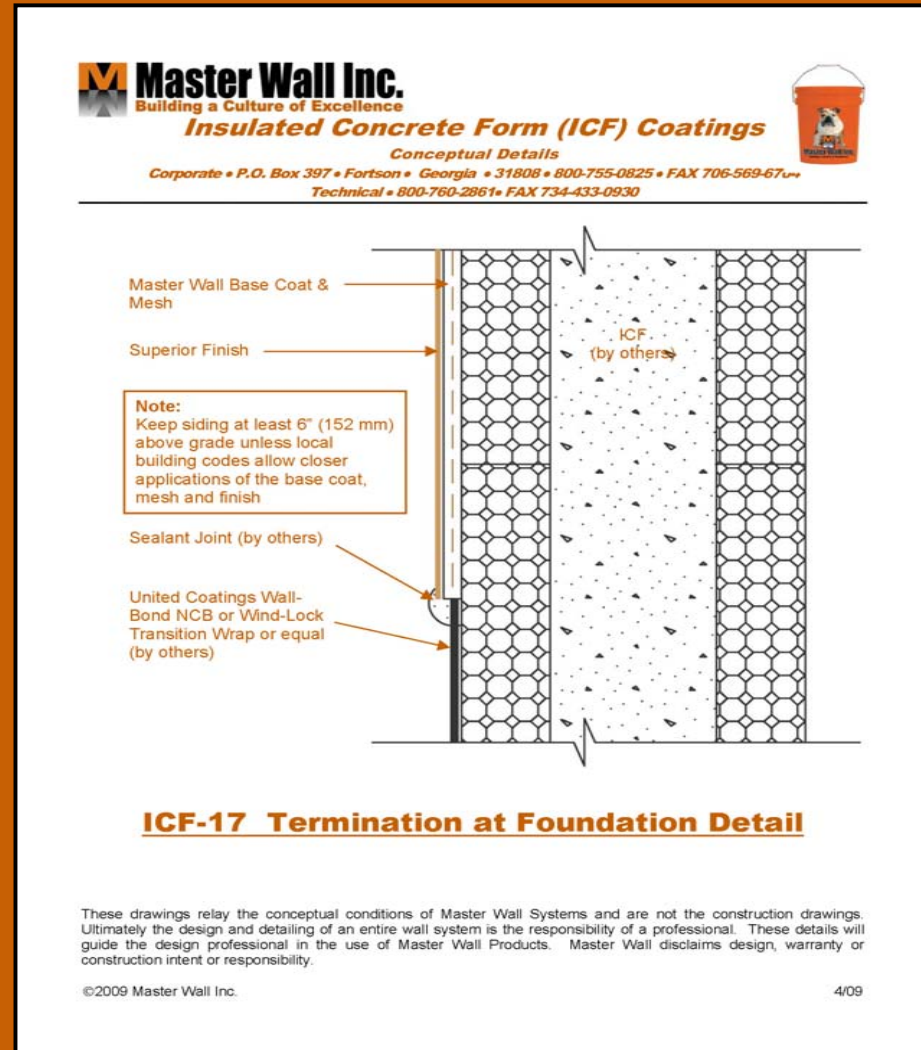 Master Wall Inc.
Building a Culture of Excellence
Insulated Concrete Form (ICF) Coatings
Conceptual Details
Corporate • P.O. Box 397 • Fortson • Georgia • 31808 • 800-755-0825 • FAX 706-569-67
Technical • 800-760-2861• FAX 734-433-0930
Master Wall Inc.
Master Wall Base Coat &
Mesh
Superior Finish
ICF
(by others)
Note:
Keep siding at least 6” (152 mm)
above grade unless local
building codes allow closer
applications of the base coat,
mesh and finish
Sealant Joint (by others)
United Coatings Wall-
Bond NCB or Wind-Lock
Transition Wrap or equal
(by others)
ICF-17 Termination at Foundation Detail
These drawings relay the conceptual conditions of Master Wall Systems and are not the construction drawings.
Ultimately the design and detailing of an entire wall system is the responsibility of a professional. These details will
guide the design professional in the use of Master Wall Products. Master Wall disclaims design, warranty or
construction intent or responsibility.
©2009 Master Wall Inc.
4/09